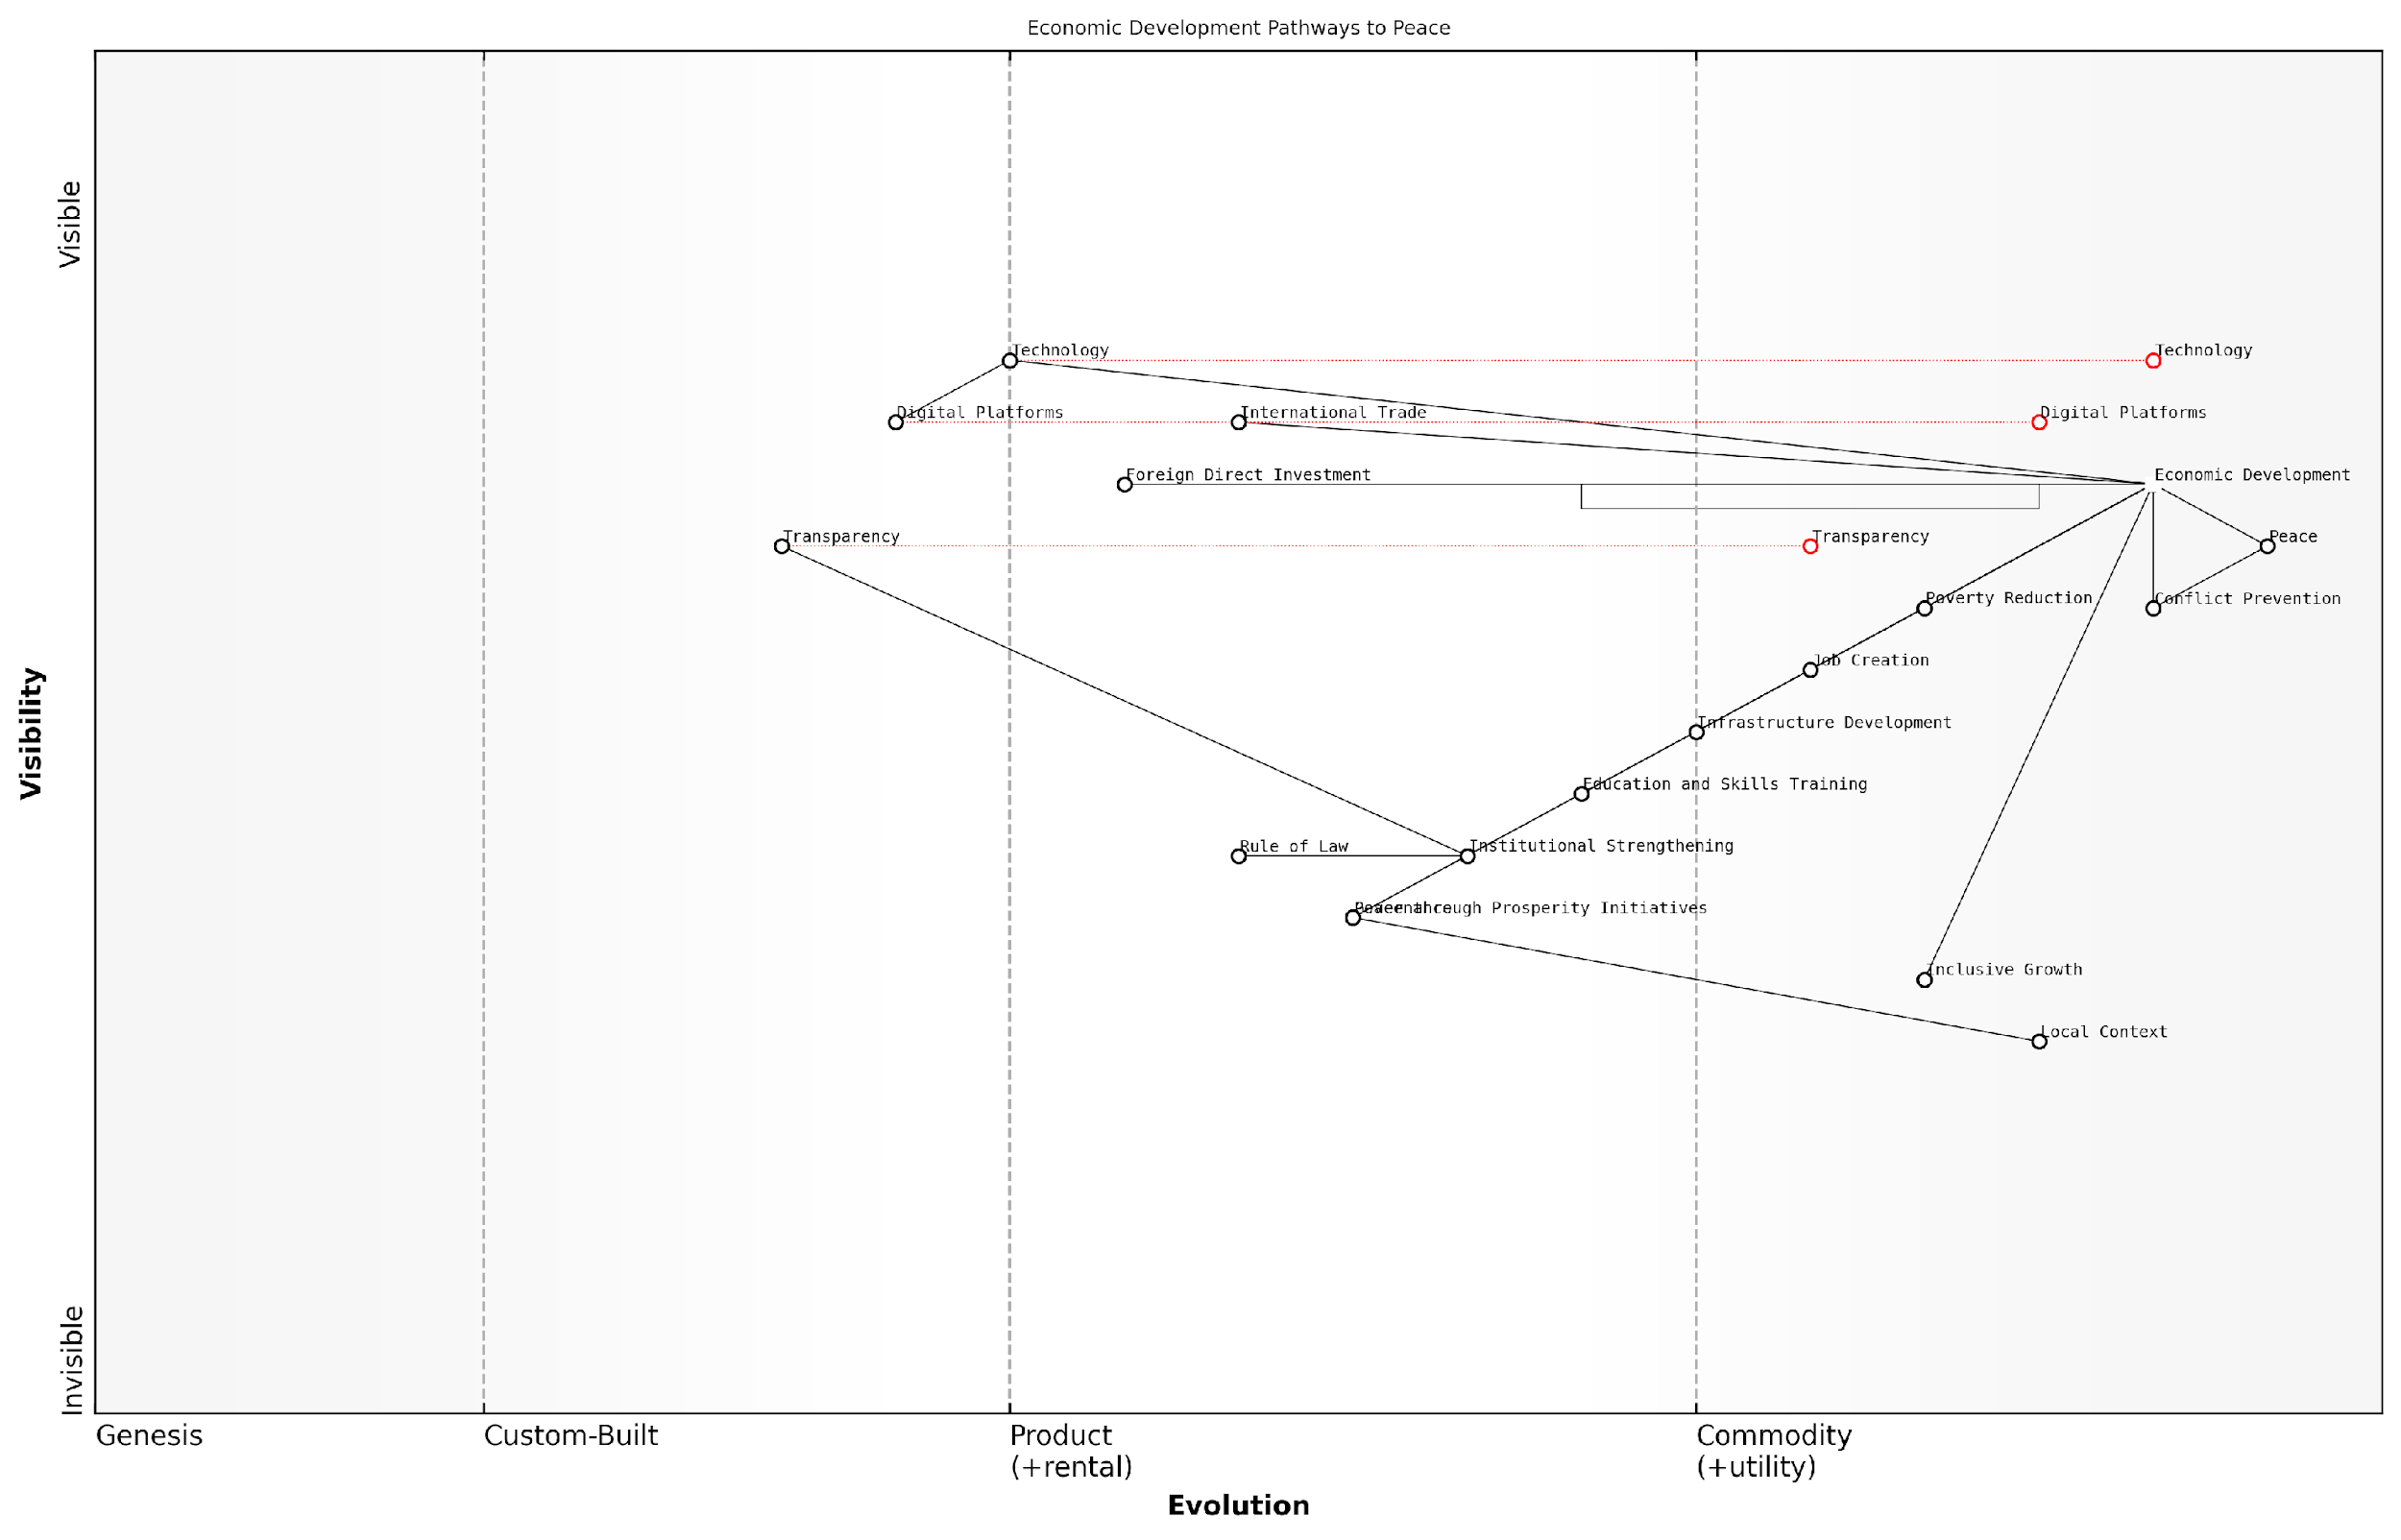 Economic Development Pathways to Peace
Visible
Technology
Technology
Digital Platforms
International Trade
Digital Platforms
Foreign Direct Investment
Economic Development
Transparency
Transparency
Peace
Poverty Reduction
Conflict Prevention
Job Creation
Infrastructure Development
Education and Skills Training
Visibility
Rule of Law
Institutional Strengthening
through Prosperity Initiatives
Inclusive Growth
Local Context
Invisible
Genesis
Custom-Built
Product
(+rental)
Commodity
(+utility)
Evolution